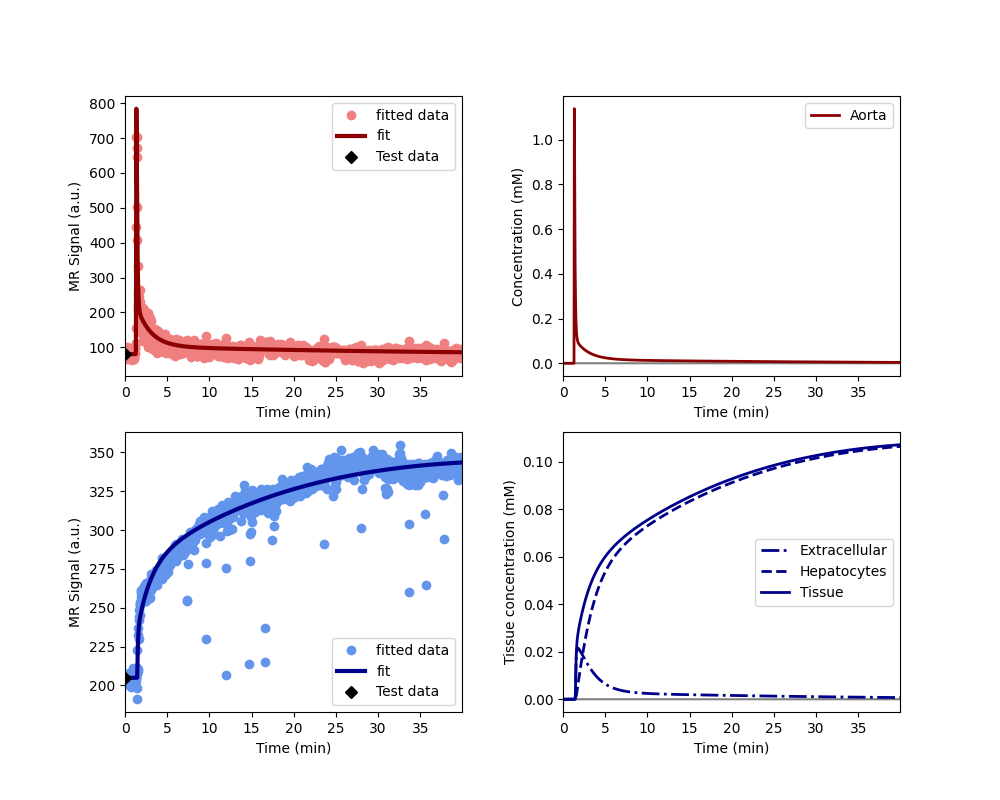 800
700
600
500
400
300
200
100
MR Signal (a.u.)
fitted data
fit
Test data
0 5 10 15 20 25 30 35
Time (min)
1.0
0.8
0.6
0.4
0.2
0.0
Concentration (mM)
Aorta
0 5 10 15 20 25 30 35
Time (min)
350
325
300
275
250
225
200
MR Signal (a.u.)
fitted data
fit
Test data
0 5 10 15 20 25 30 35
Time (min)
0.10
0.08
0.06
0.04
0.02
0.00
Tissue concentration (mM)
Extracellular
Hepatocytes
Tissue
0 5 10 15 20 25 30 35
Time (min)